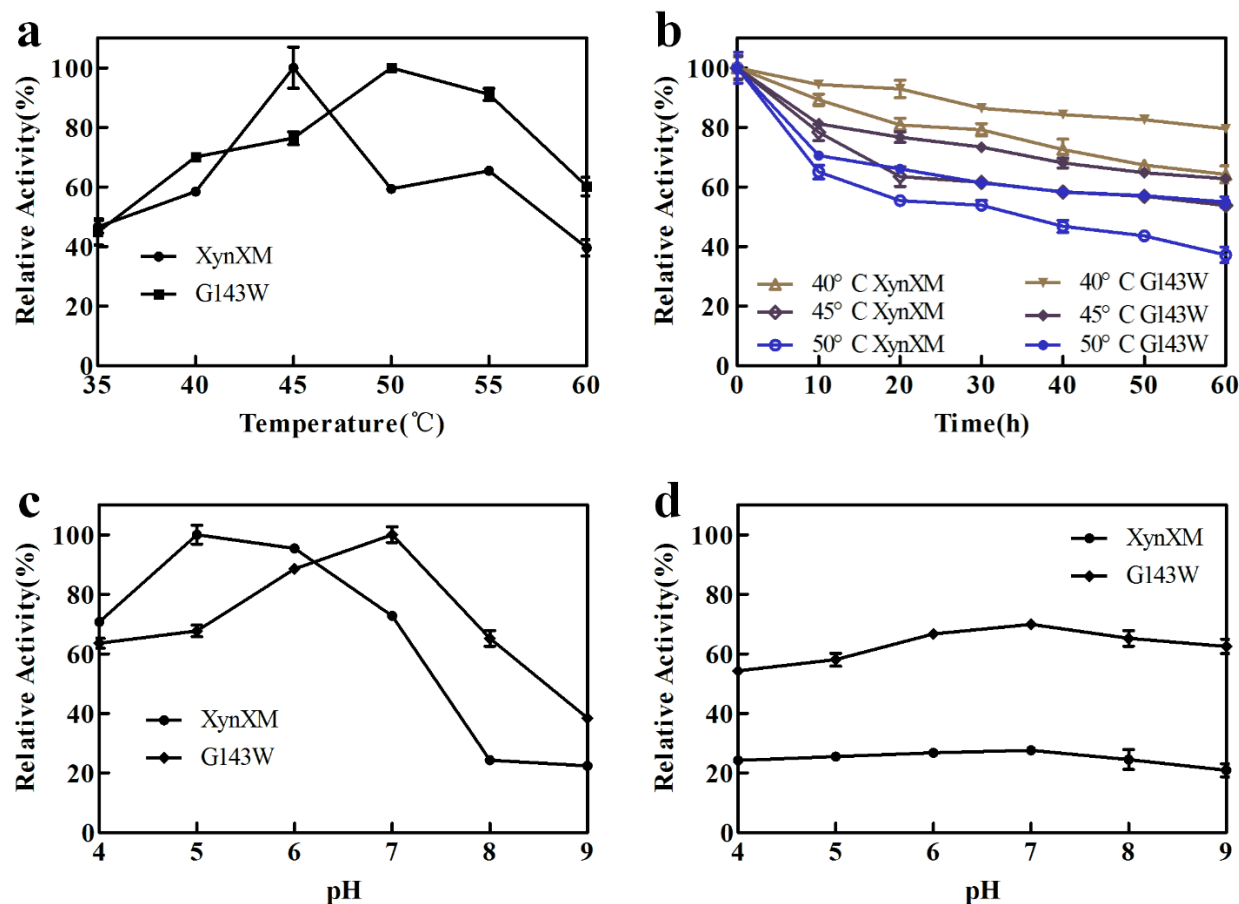 a
Relative Activity(%)
100
80
60
40
20
0
XynXM
G143W
35
40
45
50
55
60
Temperature(℃)
b
Relative Activity(%)
100
80
60
40
20
0
40° C XynXM
40° C G143W
45° C XynXM
45° C G143W
50° C XynXM
50° C G143W
0
10
20
30
40
50
60
Time(h)
c
Relative Activity(%)
100
80
60
40
20
0
XynXM
G143W
4
5
6
7
8
9
pH
d
Relative Activity(%)
100
80
60
40
20
0
XynXM
G143W
4
5
6
7
8
9
pH